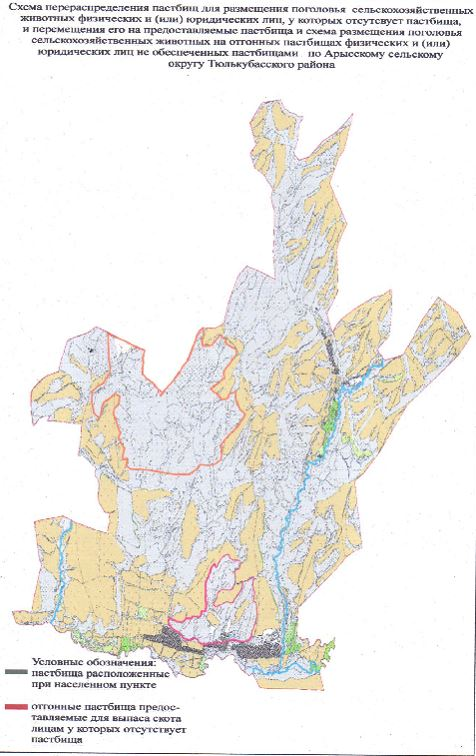 Схема перераспределения пастбищ для размещения поголовья сельскохозяйственных
животных физических и (или) юридических лиц, у которых отсутсвует пастбища,
и перемещения его на предоставляемые пастбища и схема размещения поголовья
сельскохозяйственных животных на отгонных пастбищах физических и (или)
юридических лиц не обеспеченных пастбищами по Арысскому сельскому
округу Тюлькубасского района
Условные обозначения:
пастбища расположенные
при населенном пункте
отгонные пастбища предос-
тавляемые для выпаса скота
лицам у которых отсутствует
пастбища